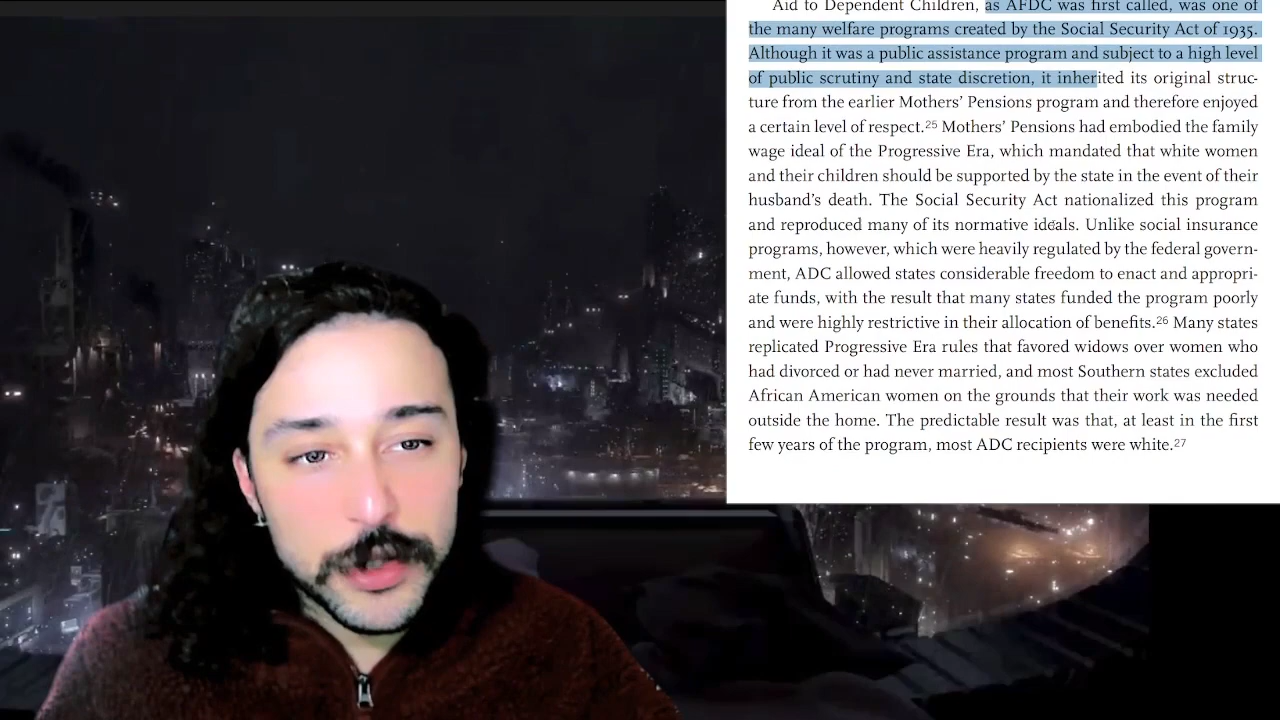 Aid to Dependent Children, as AFDC was first called, was one of
the many welfare programs created by the Social Security Act of 1935.
Although it was a public assistance program and subject to a high level
of public scrutiny and state discretion, it inherited its original struc-
ture from the earlier Mothers’ Pensions program and therefore enjoyed
a certain level of respect.25 Mothers’ Pensions had embodied the family
wage ideal of the Progressive Era, which mandated that white women
and their children should be supported by the state in the event of their
husband’s death. The Social Security Act nationalized this program
and reproduced many of its normative ideals. Unlike social insurance
programs, however, which were heavily regulated by the federal govern-
ment, ADC allowed states considerable freedom to enact and appropri-
ate funds, with the result that many states funded the program poorly
and were highly restrictive in their allocation of benefits.26 Many states
replicated Progressive Era rules that favored widows over women who
had divorced or had never married, and most Southern states excluded
African American women on the grounds that their work was needed
outside the home. The predictable result was that, at least in the first
few years of the program, most ADC recipients were white.27